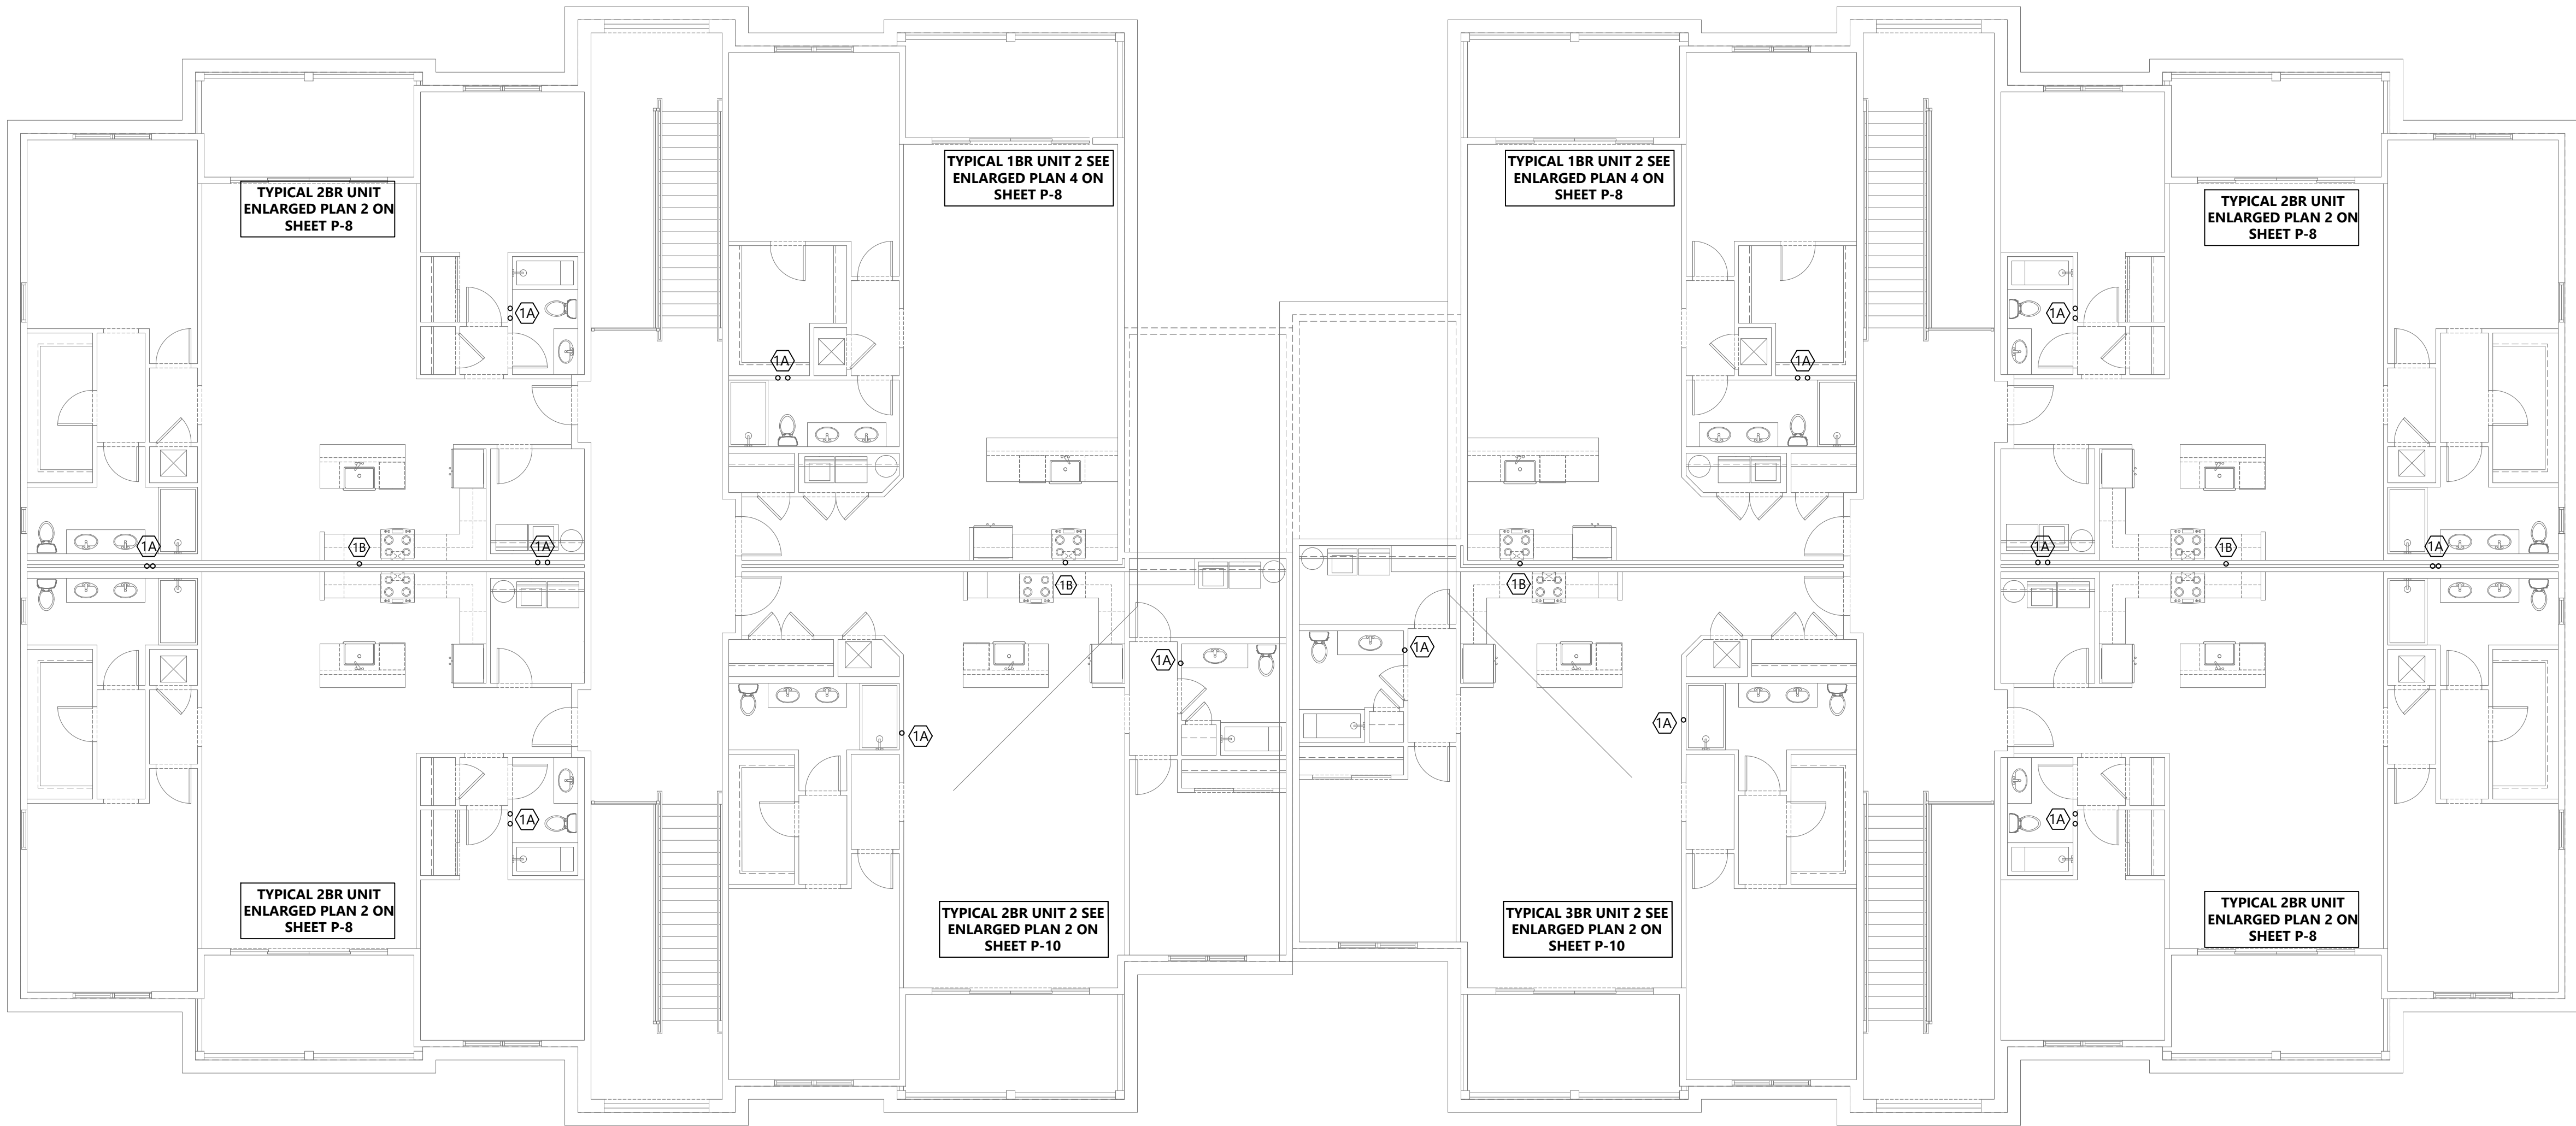 TYPICAL 1BR UNIT 2 SEE
ENLARGED PLAN 4 ON
SHEET P-8
TYPICAL 1BR UNIT 2 SEE
ENLARGED PLAN 4 ON
SHEET P-8
TYPICAL 2BR UNIT
ENLARGED PLAN 2 ON
SHEET P-8
TYPICAL 2BR UNIT
ENLARGED PLAN 2 ON
SHEET P-8
1A
1A
1A
1A
1A
1B
1A
1A
1B
1A
1B
1B
1A
1A
1A
1A
1A
1A
TYPICAL 2BR UNIT
ENLARGED PLAN 2 ON
SHEET P-8
TYPICAL 2BR UNIT 2 SEE
ENLARGED PLAN 2 ON
SHEET P-10
TYPICAL 3BR UNIT 2 SEE
ENLARGED PLAN 2 ON
SHEET P-10
TYPICAL 2BR UNIT
ENLARGED PLAN 2 ON
SHEET P-8